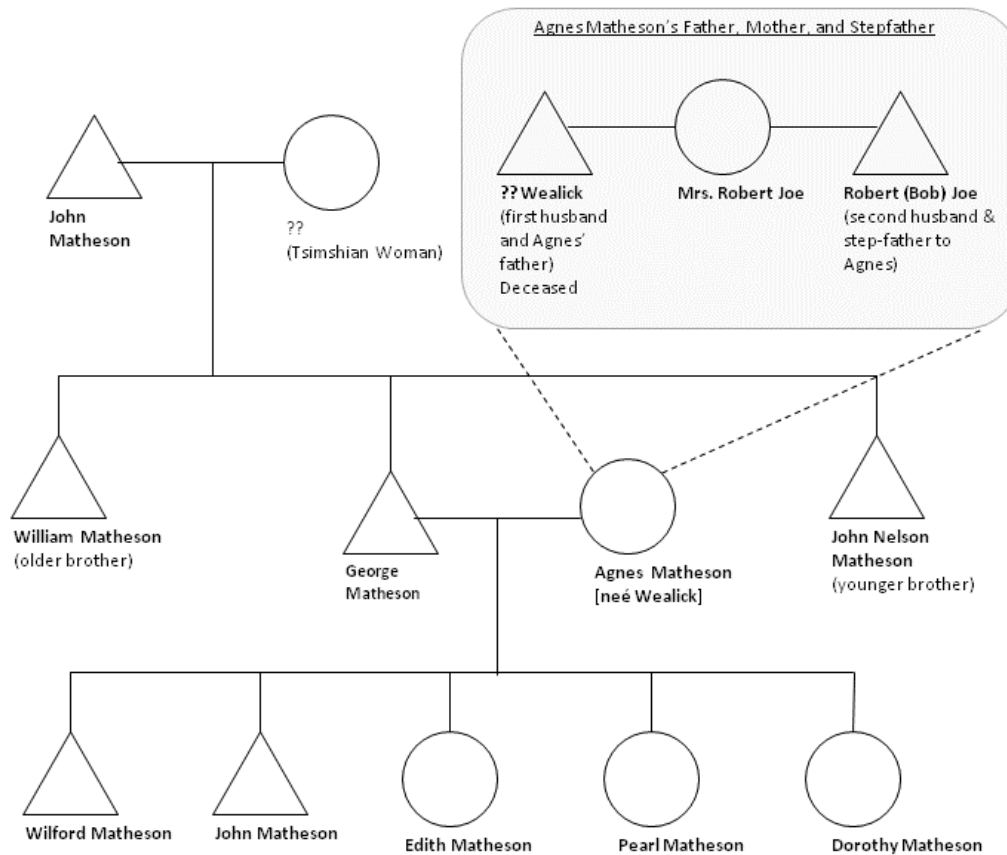 Agnes Matheson's Father, Mother, and Stepfather
?? Wealick
(first husband
and Agnes'
father)
Deceased
Mrs. Robert Joe
Robert (Bob) Joe
(second husband &
step-father to
Agnes)
John
Matheson
??
(Tsimshian Woman)
William Matheson
(older brother)
George
Matheson
Agnes Matheson
[neé Wealick]
John Nelson
Matheson
(younger brother)
Wilford Matheson
John Matheson
Edith Matheson
Pearl Matheson
Dorothy Matheson